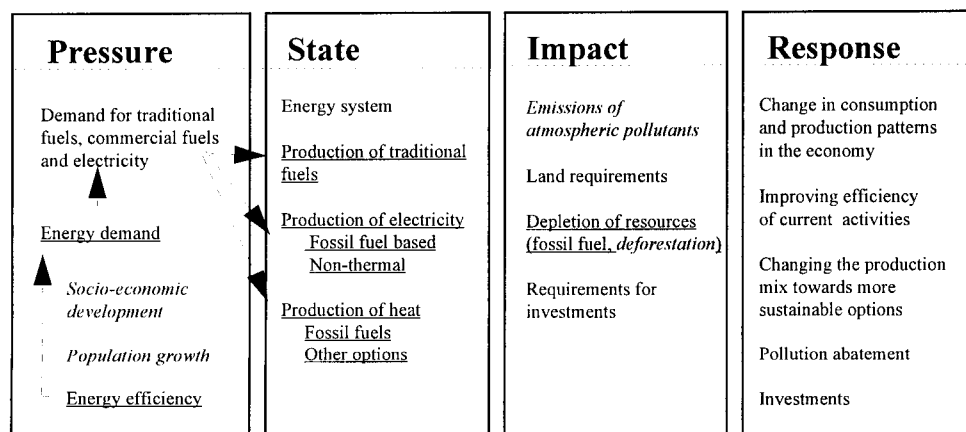 Pressure
Demand for traditional
fuels, commercial fuels
and electricity
Energy demand
Socio-economic
development
Population growth
Energy efficiency
State
Energy system
Production of traditional
fuels
Production of electricity
Fossil fuel based
Non-thermal
Production of heat
Fossil fuels
Other options
Impact
Emissions of
atmospheric pollutants
Land requirements
Depletion of resources
(fossil fuel, deforestation)
Requirements for
investments
Response
Change in consumption
and production patterns
in the economy
Improving efficiency
of current activities
Changing the production
mix towards more
sustainable options
Pollution abatement
Investments